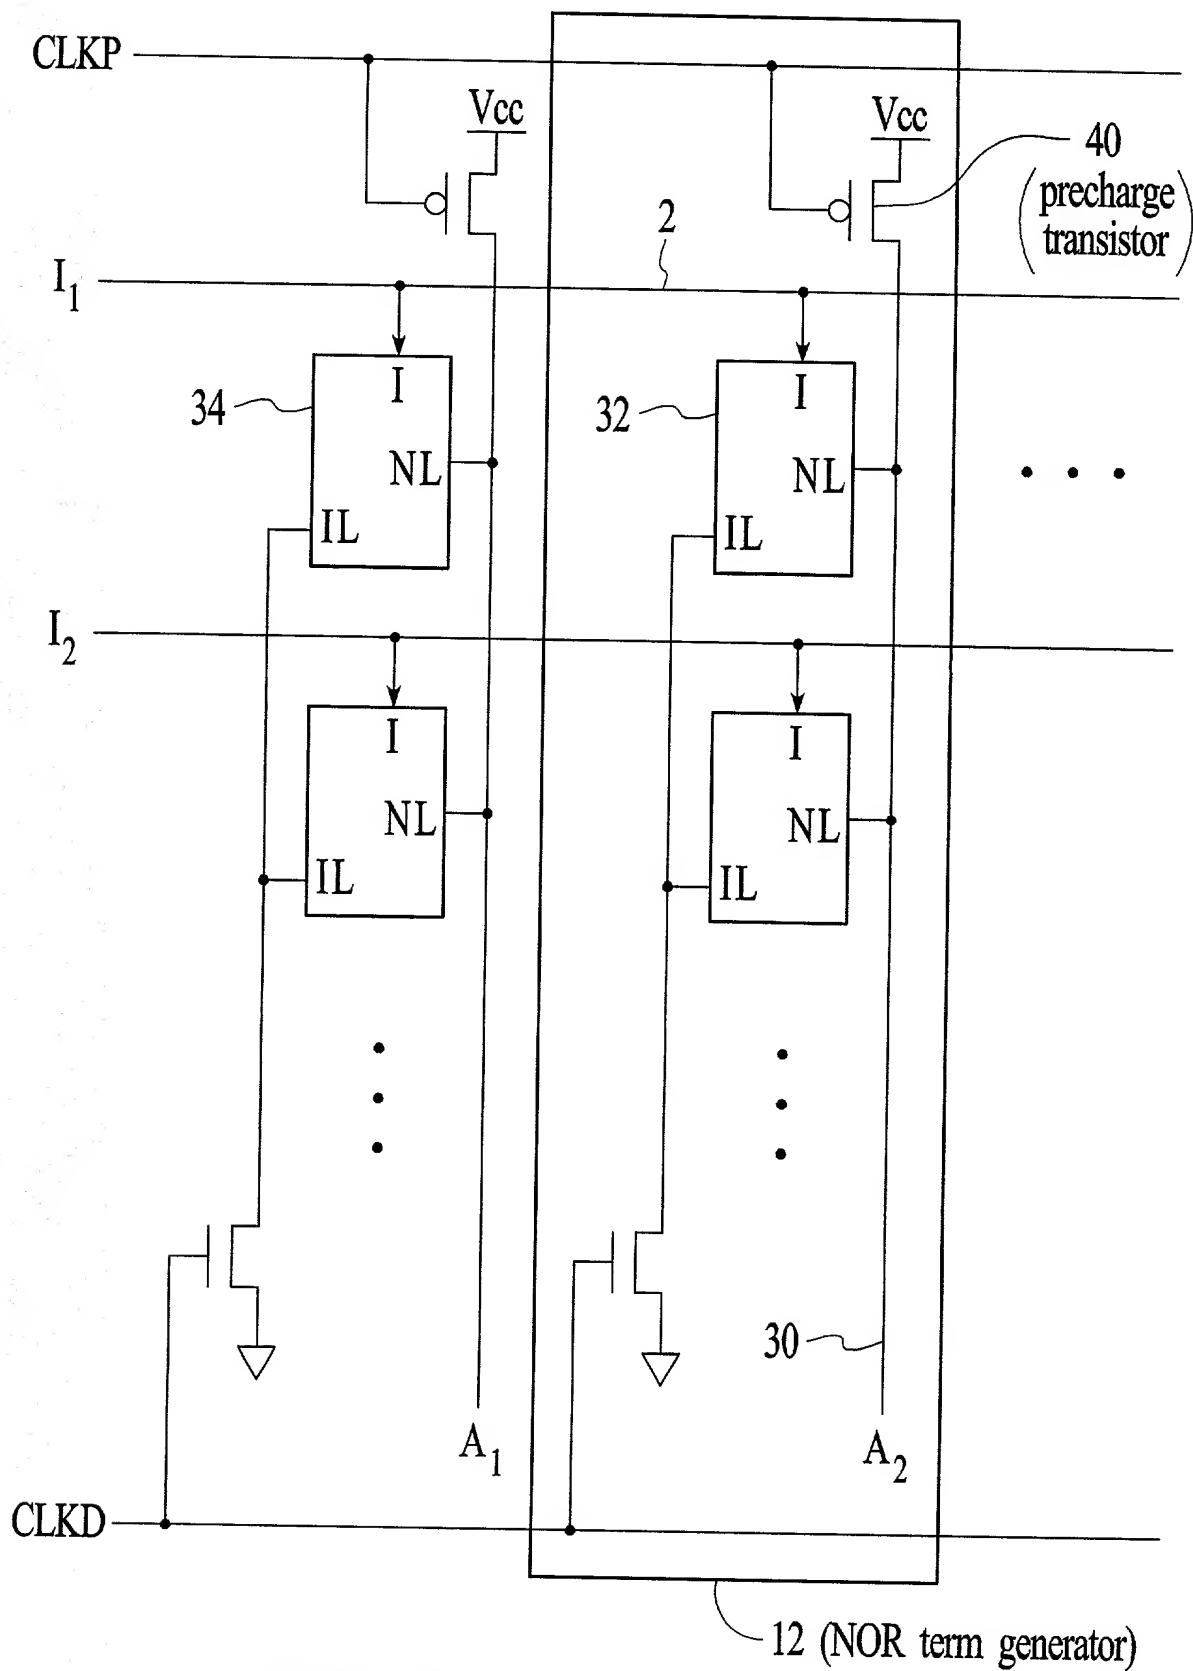 CLKP
Vcc
Vcc
40
(precharge
transistor)
2
I1
34
I
NL
IL
32
I
NL
IL
I2
I
NL
IL
I
NL
IL
30
A1
A2
CLKD
12 (NOR term generator)